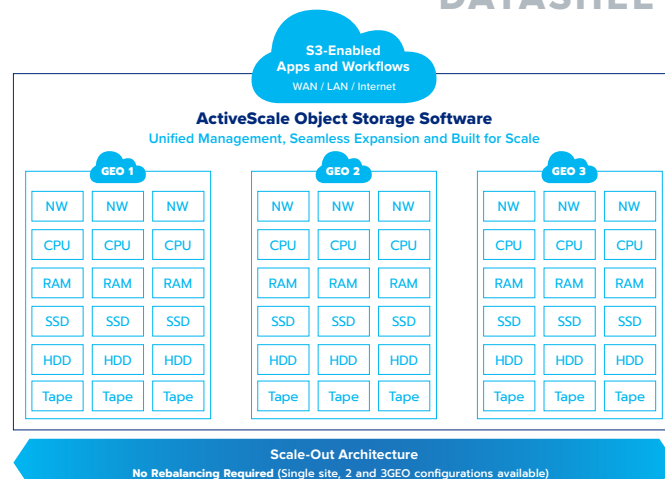 DATASHEE
S3-Enabled
Apps and Workflows
WAN / LAN / Internet
ActiveScale Object Storage Software
Unified Management, Seamless Expansion and Built for Scale
GEO 1
NW NW NW
CPU CPU CPU
RAM RAM RAM
SSD SSD SSD
HDD HDD HDD
Tape Tape Tape
GEO 2
NW NW NW
CPU CPU CPU
RAM RAM RAM
SSD SSD SSD
HDD HDD HDD
Tape Tape Tape
GEO 3
NW NW NW
CPU CPU CPU
RAM RAM RAM
SSD SSD SSD
HDD HDD HDD
Tape Tape Tape
Scale-Out Architecture
No Rebalancing Required (Single site, 2 and 3GEO configurations available)